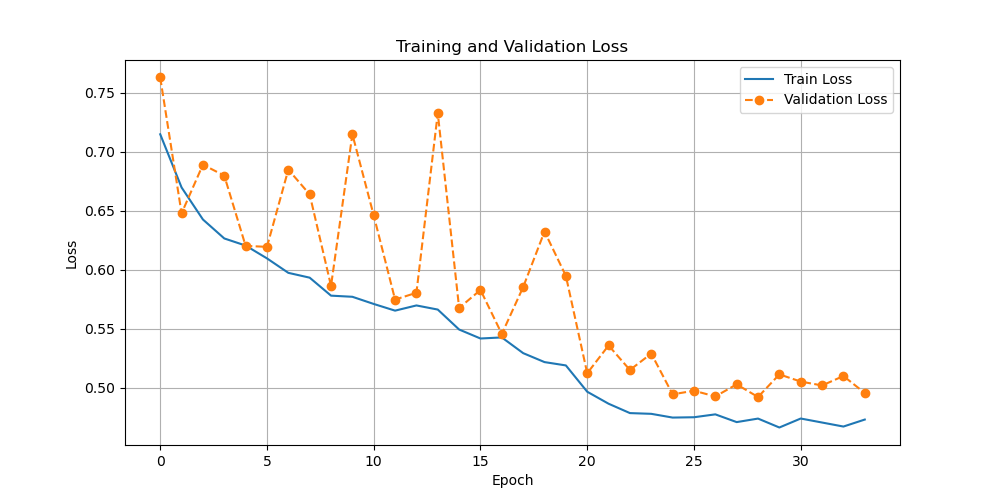 Training and Validation Loss
Train Loss
Validation Loss
0.75
0.70
0.65
0.60
0.55
0.50
Loss
0 5 10 15 20 25 30
Epoch